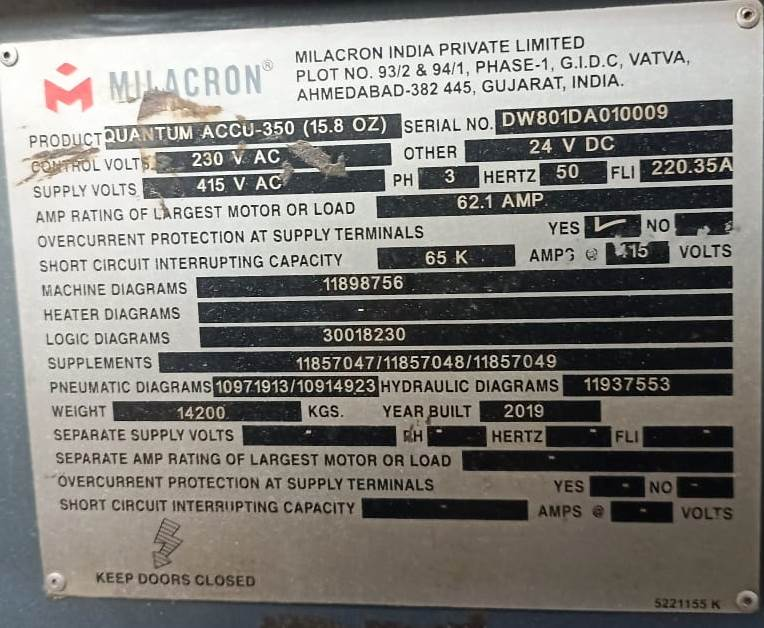 MILACRON®
MILACRON INDIA PRIVATE LIMITED
PLOT NO. 93/2 & 94/1, PHASE-1, G.I.D.C, VATVA,
AHMEDABAD-382 445, GUJARAT, INDIA.
PRODUCT QUANTUM ACCU-350 (15.8 OZ) SERIAL NO. DW801DA010009
CONTROL VOLTS 230 V AC OTHER 24 V DC
SUPPLY VOLTS 415 V AC PH 3 HERTZ 50 FLI 220.35A
AMP RATING OF LARGEST MOTOR OR LOAD 62.1 AMP
OVERCURRENT PROTECTION AT SUPPLY TERMINALS YES ✓ NO
SHORT CIRCUIT INTERRUPTING CAPACITY 65 K AMPS @ 415 VOLTS
MACHINE DIAGRAMS 11898756
HEATER DIAGRAMS -
LOGIC DIAGRAMS 30018230
SUPPLEMENTS 11857047/11857048/11857049
PNEUMATIC DIAGRAMS 10971913/10914923 HYDRAULIC DIAGRAMS 11937553
WEIGHT 14200 KGS. YEAR BUILT 2019
SEPARATE SUPPLY VOLTS - PH - HERTZ - FLI -
SEPARATE AMP RATING OF LARGEST MOTOR OR LOAD -
OVERCURRENT PROTECTION AT SUPPLY TERMINALS YES - NO -
SHORT CIRCUIT INTERRUPTING CAPACITY - AMPS @ - VOLTS
KEEP DOORS CLOSED
5221155 K